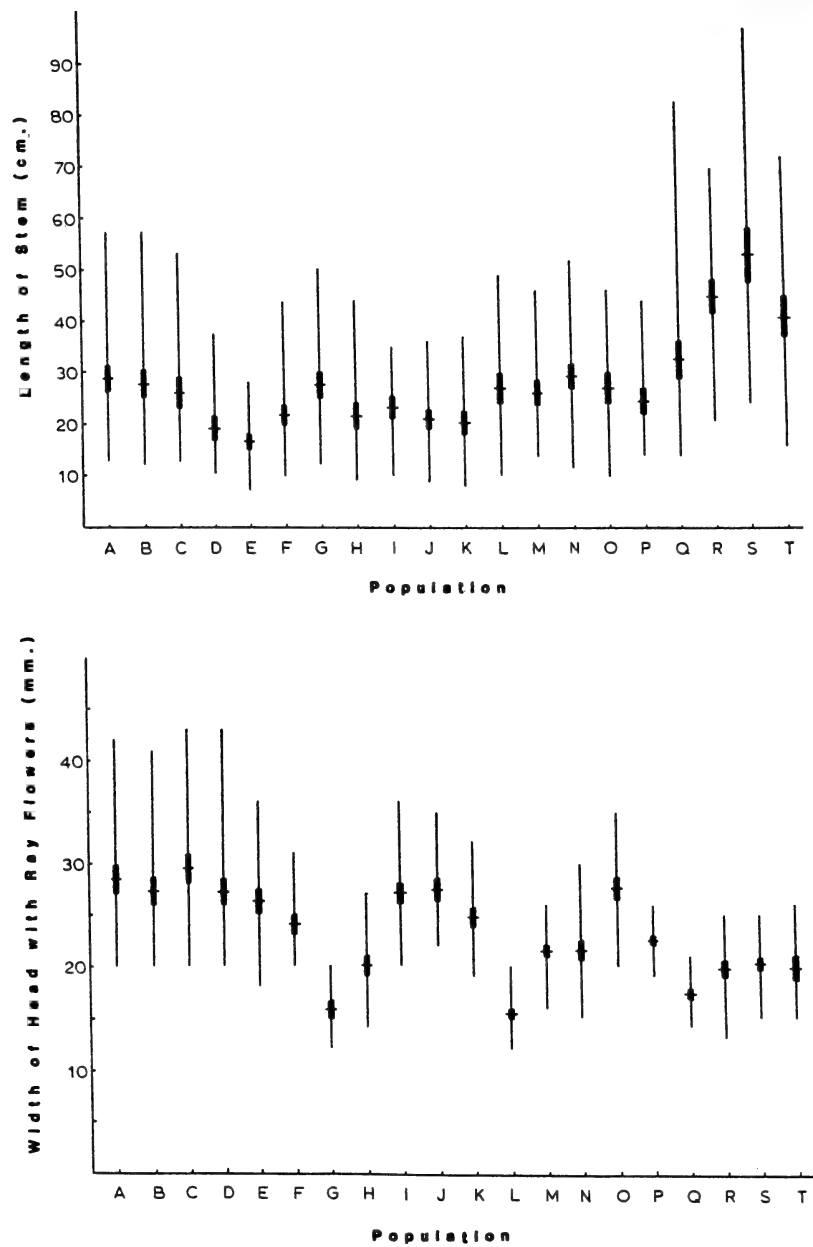 Length of Stem (cm.)
90
80
70
60
50
40
30
20
10
A B C D E F G H I J K L M N O P Q R S T
Population
Width of Head with Ray Flowers (mm.)
40
30
20
10
A B C D E F G H I J K L M N O P Q R S T
Population